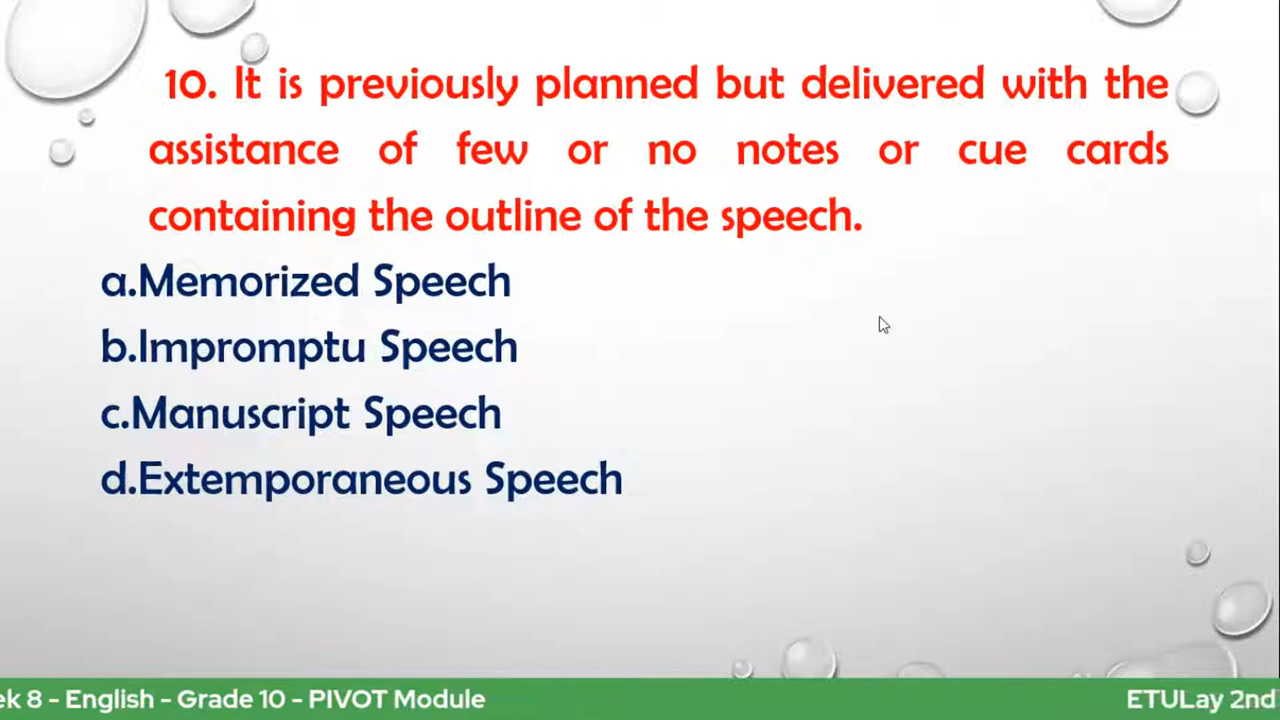 10. It is previously planned but delivered with the
assistance of few or no notes or cue cards
containing the outline of the speech.
a.Memorized Speech
b.Impromptu Speech
c.Manuscript Speech
d.Extemporaneous Speech
8 - English - Grade 10 - PIVOT Module
ETULay 2nd